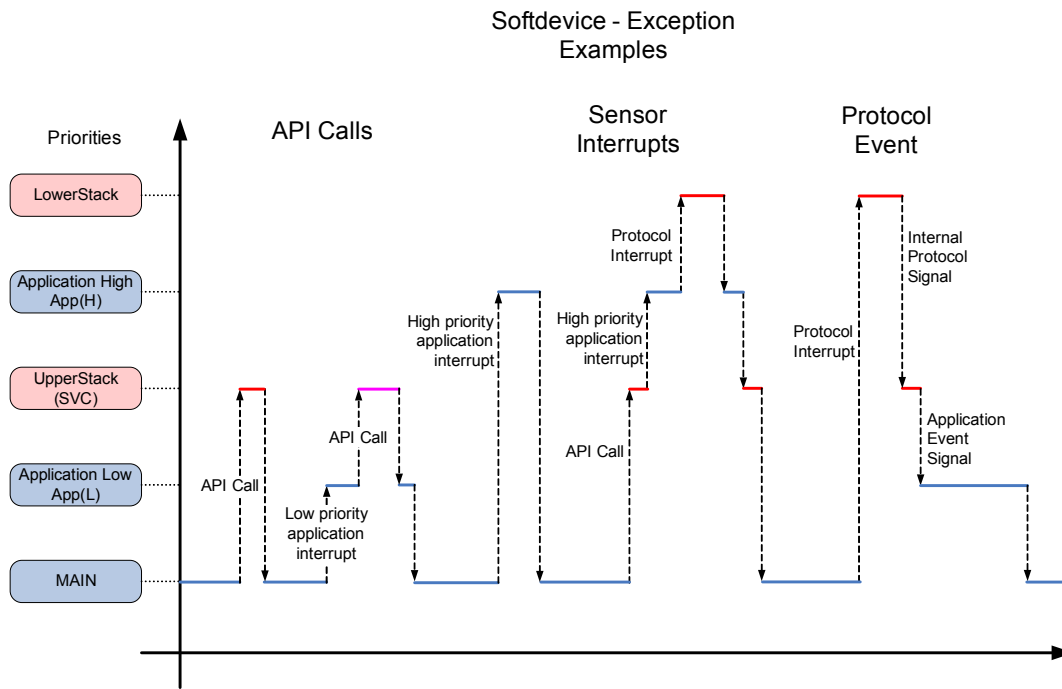 Softdevice - Exception
Examples
Priorities
API Calls
Sensor
Interrupts
Protocol
Event
LowerStack
Application High
App(H)
UpperStack
(SVC)
Application Low
App(L)
MAIN
API Call
Low priority
application
interrupt
API Call
High priority
application
interrupt
API Call
High priority
application
interrupt
Protocol
Interrupt
Protocol
Interrupt
Internal
Protocol
Signal
Application
Event
Signal